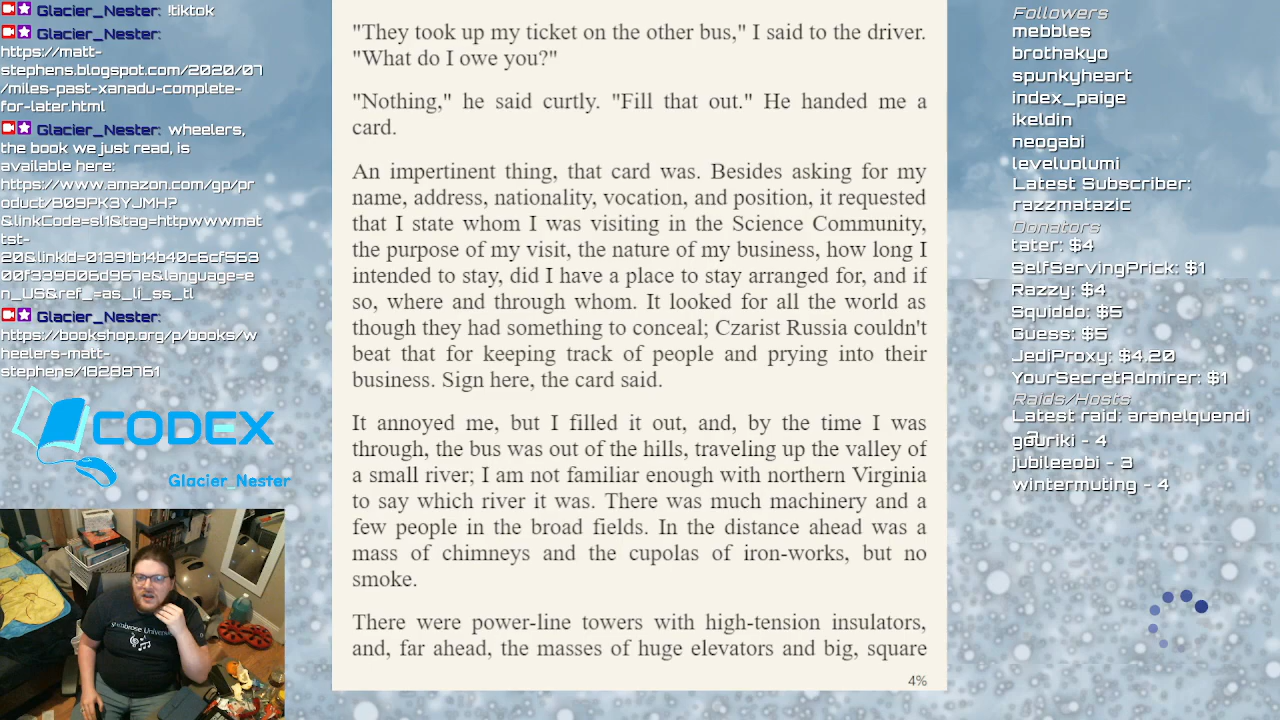 Glacier_Nester: !tiktok
Glacier_Nester:
https://matt-
stephens.blogspot.com/2020/07
/miles-past-xanadu-complete-
for-later.html
Glacier_Nester: wheelers,
the book we just read, is
available here:
https://www.amazon.com/gp/pr
oduct/B09PK3YJMH?
&linkCode=sl1&tag=httpwwwmat
tst-
20&linkId=01391b14b40c6cf563
00f339906d967e&language=e
n_US&ref_=as_li_ss_tl
Glacier_Nester:
https://bookshop.org/p/books/w
heelers-matt-
stephens/18288761
CODEX
Glacier_Nester
"They took up my ticket on the other bus," I said to the driver.
"What do I owe you?"
"Nothing," he said curtly. "Fill that out." He handed me a
card.
An impertinent thing, that card was. Besides asking for my
name, address, nationality, vocation, and position, it requested
that I state whom I was visiting in the Science Community,
the purpose of my visit, the nature of my business, how long I
intended to stay, did I have a place to stay arranged for, and if
so, where and through whom. It looked for all the world as
though they had something to conceal; Czarist Russia couldn't
beat that for keeping track of people and prying into their
business. Sign here, the card said.
It annoyed me, but I filled it out, and, by the time I was
through, the bus was out of the hills, traveling up the valley of
a small river; I am not familiar enough with northern Virginia
to say which river it was. There was much machinery and a
few people in the broad fields. In the distance ahead was a
mass of chimneys and the cupolas of iron-works, but no
smoke.
There were power-line towers with high-tension insulators,
and, far ahead, the masses of huge elevators and big, square
4%
Followers
mebbles
brothakyo
spunkyheart
index_paige
ikeldin
neogabi
leveluolumi
Latest Subscriber:
razzmatazic
Donators
tater: $4
SelfServingPrick: $1
Razzy: $4
Squiddo: $5
Guess: $5
JediProxy: $4.20
YourSecretAdmirer: $1
Raids/Hosts
Latest raid: aranelquendi
gouriki - 4
jubileeobi - 3
wintermuting - 4